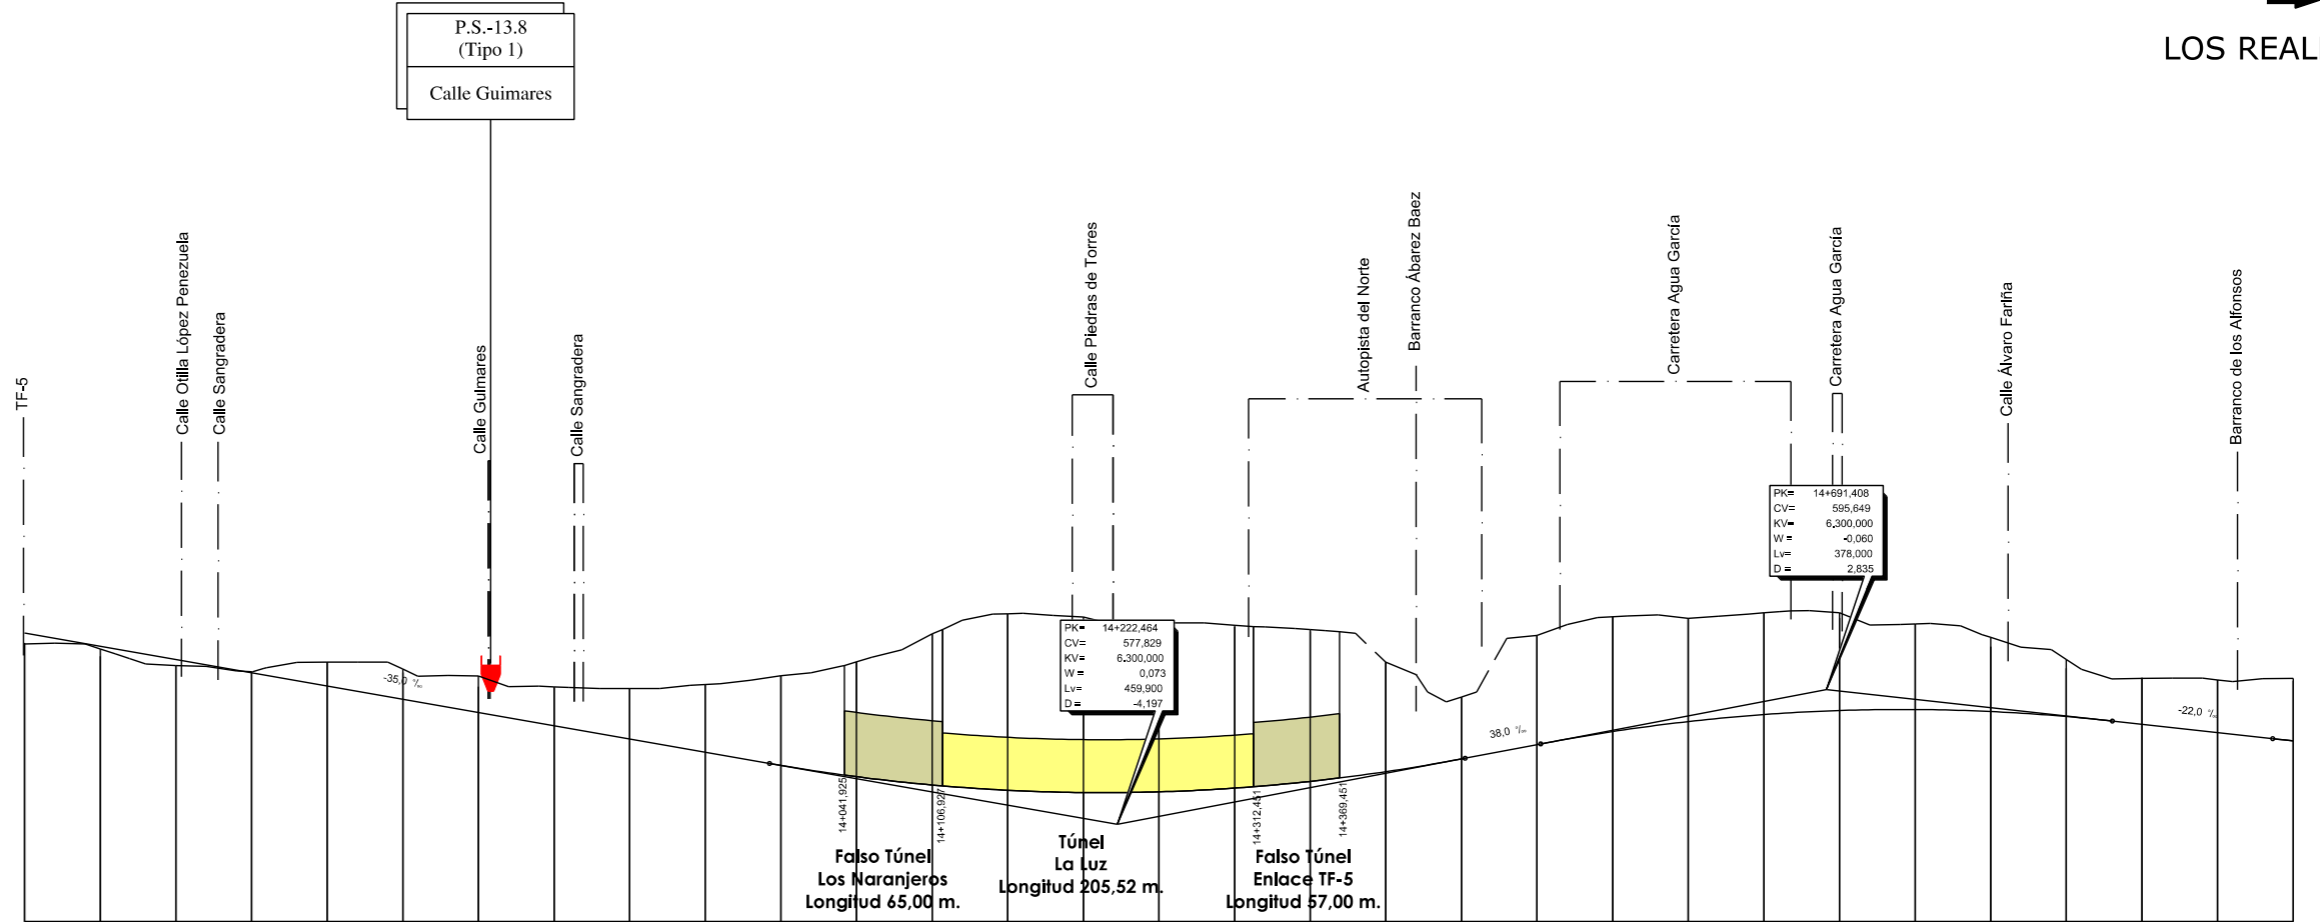 P.S.-13.8
(Tipo 1)
Calle Guimares
LOS REAL
TF-5
Calle Otilia López Penezuela
Calle Sangradera
Calle Guimares
Calle Sangradera
Calle Piedras de Torres
Autopista del Norte
Barranco Ábarez Baez
Carretera Agua García
Carretera Agua García
Calle Álvaro Fariña
Barranco de los Alfonsos
PK= 14+691,408
CV= 595,649
KV= 6.300,000
W = -0,060
Lv= 378,000
D = 2,835
PK= 14+222,464
CV= 577,829
KV= 6.300,000
W = 0,073
Lv= 459,900
D = -4,197
-35,0 ‰
38,0 ‰
-22,0 ‰
14+041,925
14+106,927
14+312,451
14+369,451
Falso Túnel
Los Naranjeros
Longitud 65,00 m.
Túnel
La Luz
Longitud 205,52 m.
Falso Túnel
Enlace TF-5
Longitud 57,00 m.